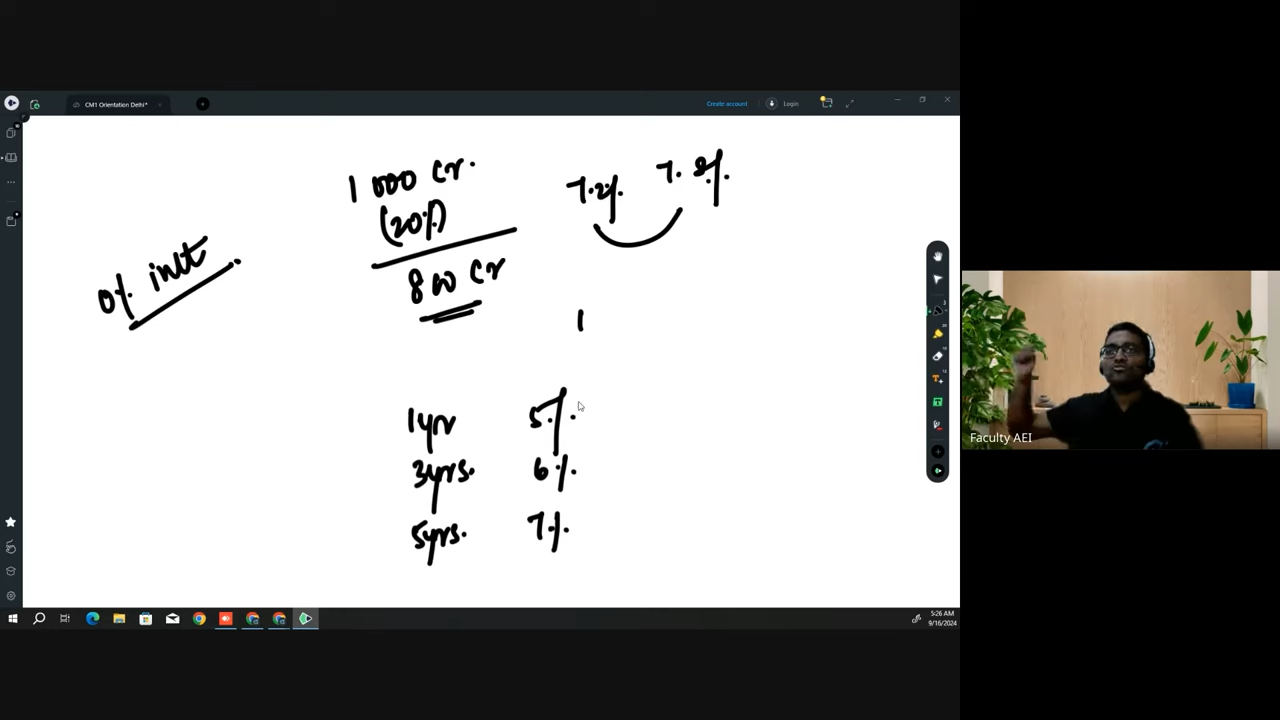 CM1 Orientation Delhi*
Create account
Login
1 000 cr.
(20%)
800 cr
7.2%
7.8%
0% int
1
1yr 5%
3yrs. 6%
5yrs. 7%
Faculty AEI
5:26 AM
9/16/2024